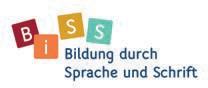 BiSS
Bildung durch
Sprache und Schrift